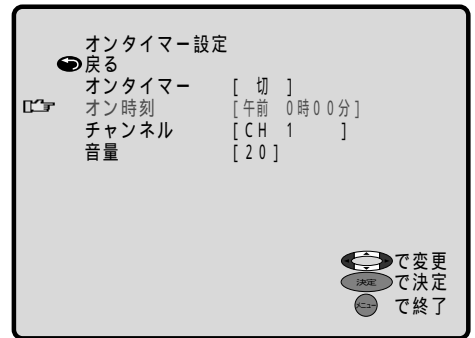 オンタイマー設定
戻る
オンタイマー [ 切 ]
オン時刻 [午前 0時00分]
チャンネル [CH 1 ]
音量 [20]
で変更
決定 で決定
メニュー で終了